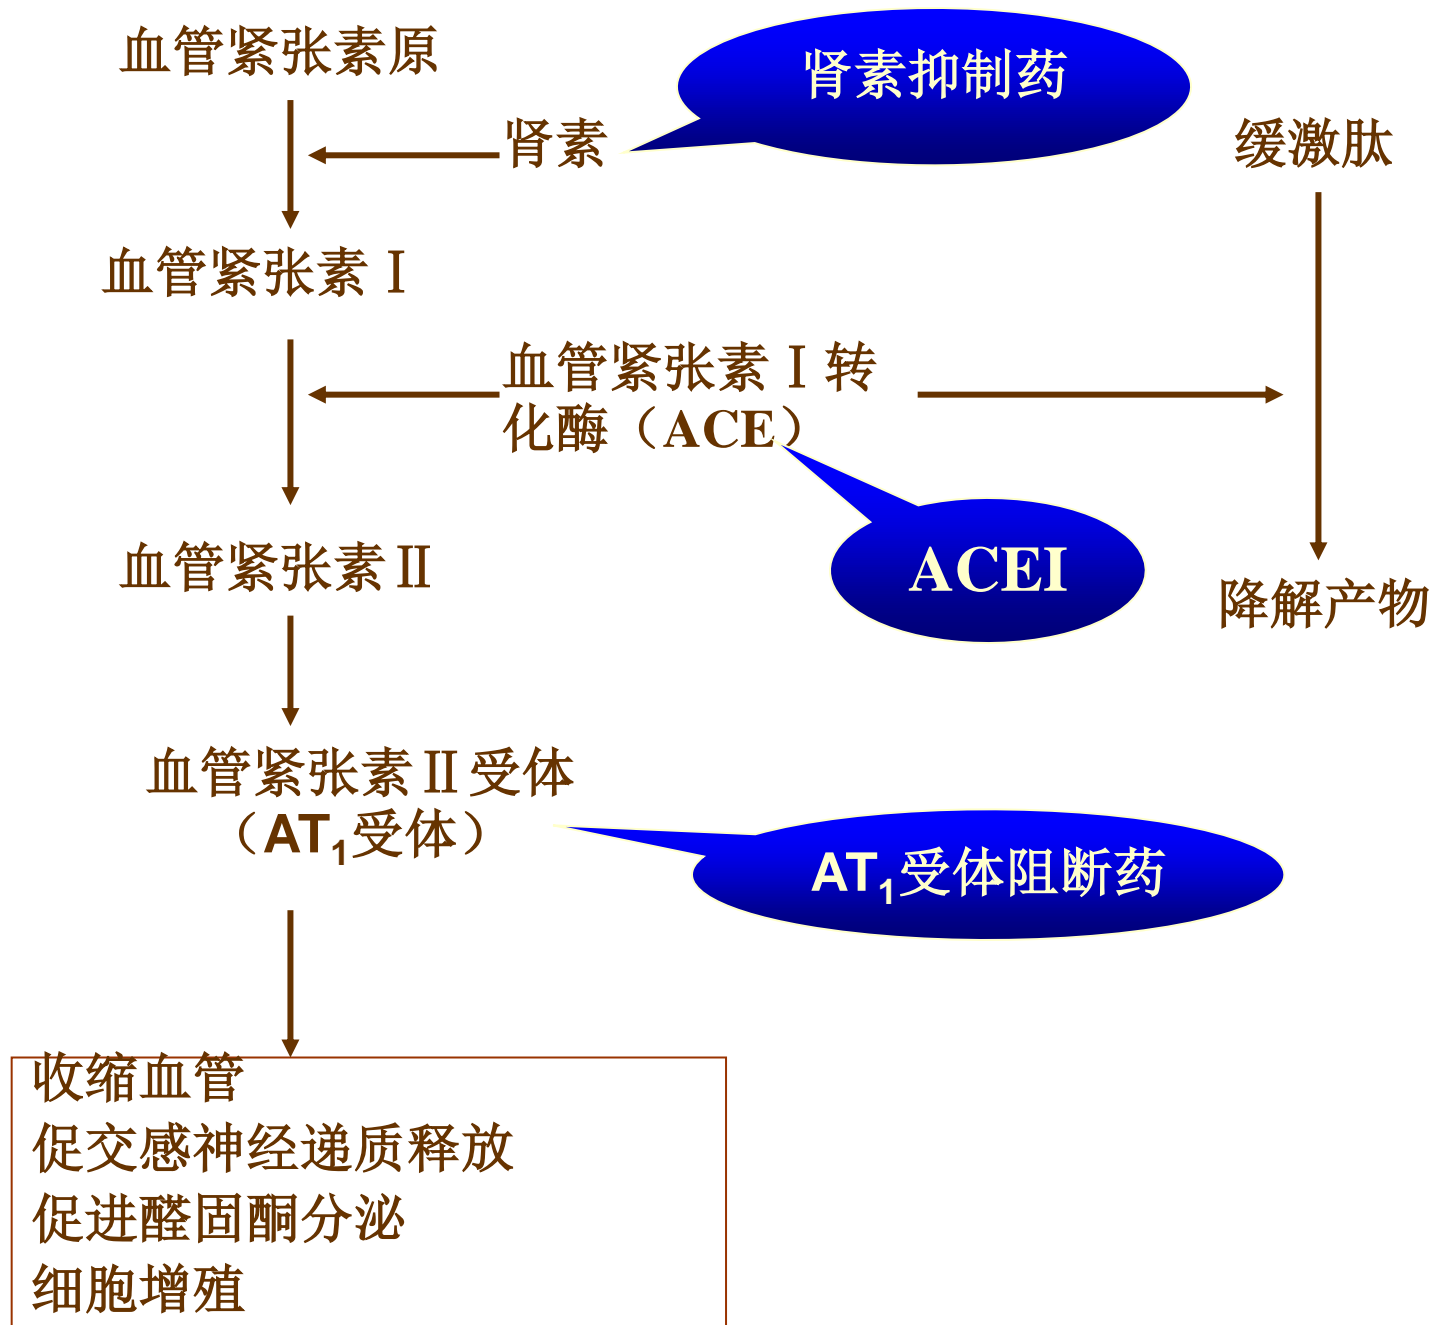 血管紧张素原
肾素抑制药
肾素
缓激肽
血管紧张素Ⅰ
血管紧张素Ⅰ转
化酶（ACE）
ACEI
血管紧张素Ⅱ
降解产物
血管紧张素Ⅱ受体
（AT₁受体）
AT₁受体阻断药
收缩血管
促交感神经递质释放
促进醛固酮分泌
细胞增殖